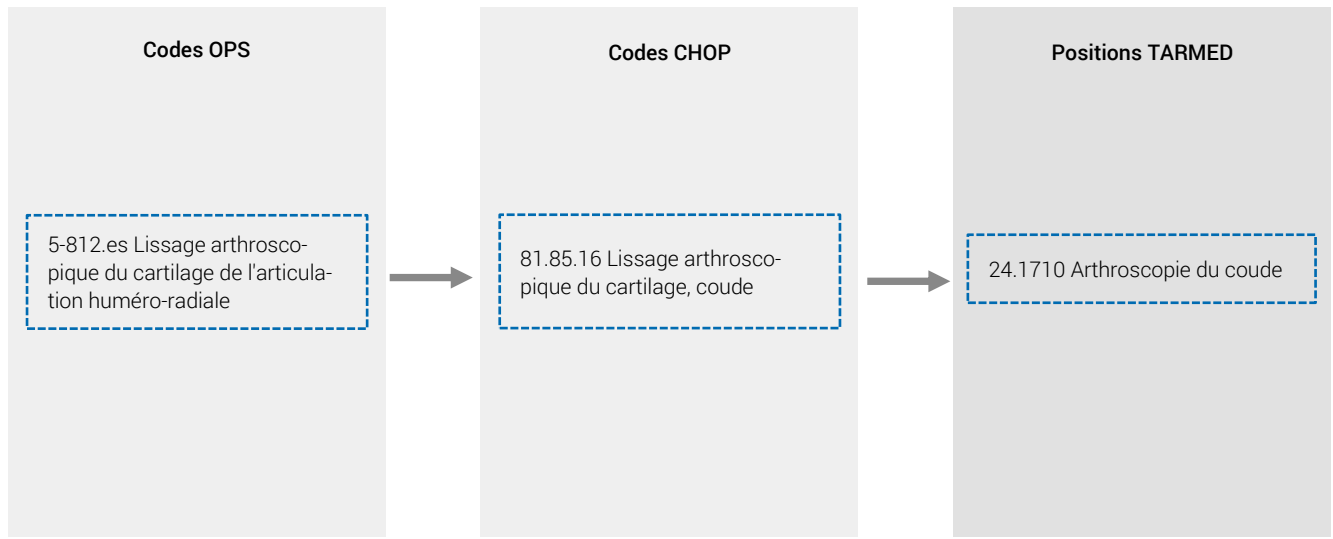 Codes OPS
5-812.es Lissage arthrosco-
pique du cartilage de l'articula-
tion huméro-radiale
Codes CHOP
81.85.16 Lissage arthrosco-
pique du cartilage, coude
Positions TARMED
24.1710 Arthroscopie du coude